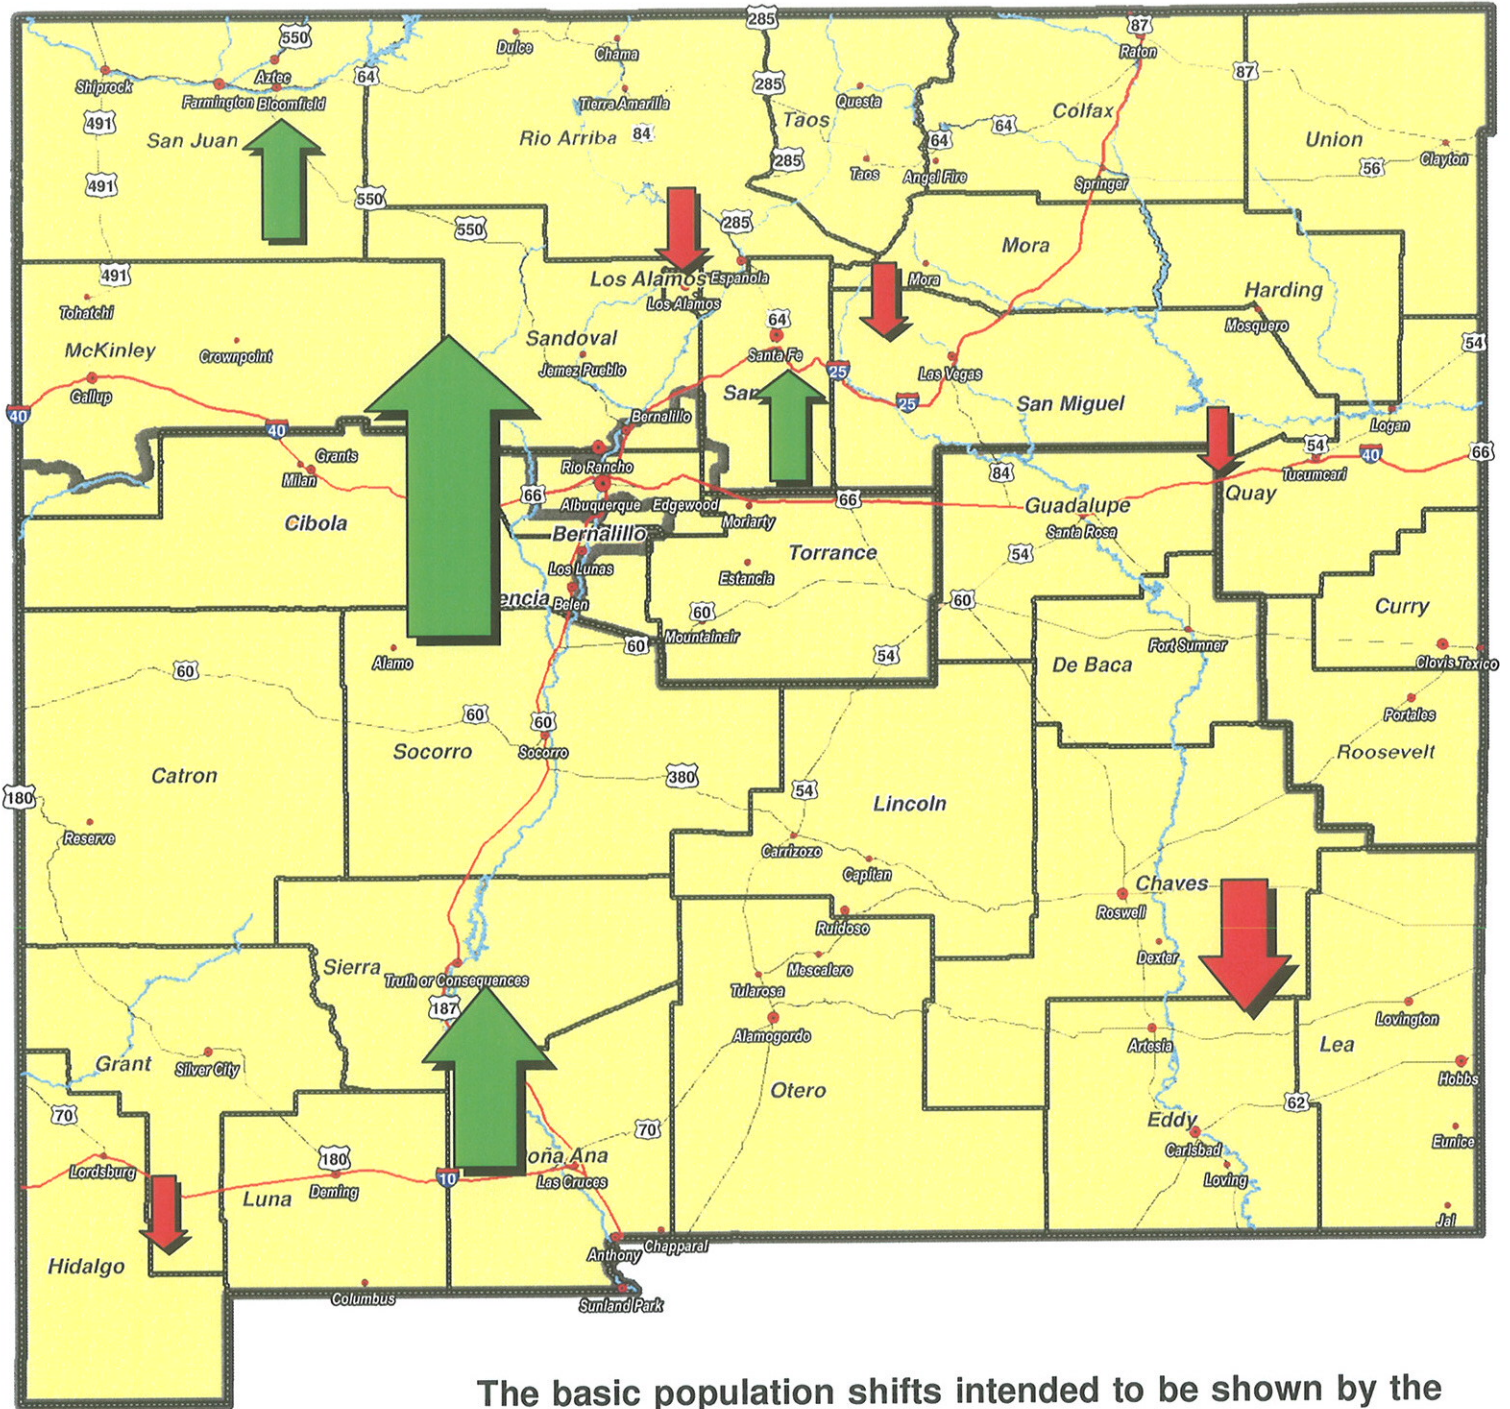 285
87
550
Dulce
Chama
Raton
Aztec
64
285
87
Shiprock
Farmington
Bloomfield
Tierra Amarilla
Questa
491
San Juan
Rio Arriba
84
Taos
64
64
Colfax
Union
285
Clayton
56
Taos
Angel Fire
Springer
491
550
550
285
Mora
491
Los Alamos
Española
Mora
Los Alamos
Harding
Tohatchi
64
Mosquero
McKinley
Crownpoint
Sandoval
Santa Fe
54
Jemez Pueblo
25
Las Vegas
Gallup
San
25
San Miguel
40
Bernalillo
Logan
40
54
40
66
Grants
Rio Rancho
Milan
84
Tucumcari
66
66
Quay
Albuquerque
Edgewood
Moriarty
Guadalupe
Cibola
Bernalillo
Santa Rosa
Torrance
54
Los Lunas
Estancia
encia
Belen
60
60
Curry
Mountainair
60
Fort Sumner
Alamo
54
De Baca
Clovis
Texico
60
60
60
Portales
Socorro
Socorro
Roosevelt
Catron
380
54
180
Lincoln
Reserve
Carrizozo
Capitan
Chaves
Roswell
Ruidoso
Dexter
Sierra
Truth or Consequences
Mescalero
Tularosa
187
Lovington
Alamogordo
Artesia
Lea
Grant
Silver City
Hobbs
Otero
70
62
Eddy
70
Eunice
180
oña Ana
Carlsbad
Lordsburg
10
Las Cruces
Loving
Deming
Luna
Jal
Anthony
Chapparal
Hidalgo
Columbus
Sunland Park
The basic population shifts intended to be shown by the